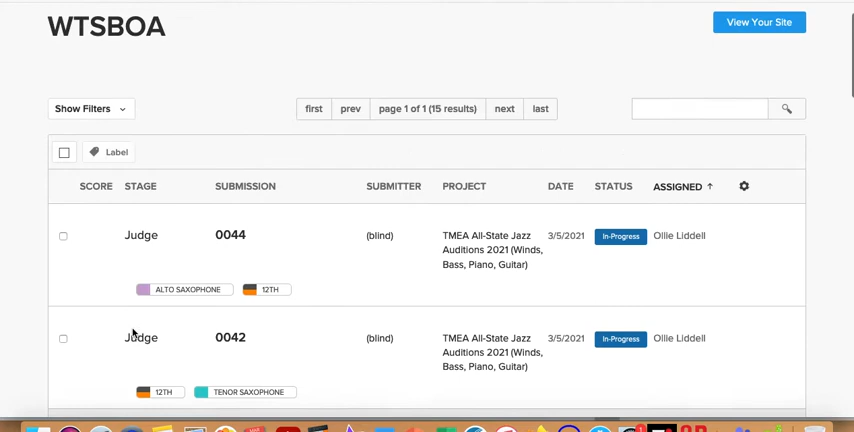 WTSBOA
View Your Site
Show Filters
first prev page 1 of 1 (15 results) next last
Label
SCORE STAGE SUBMISSION SUBMITTER PROJECT DATE STATUS ASSIGNED ↑
Judge 0044 (blind) TMEA All-State Jazz 3/5/2021 In-Progress Ollie Liddell
Auditions 2021 (Winds,
Bass, Piano, Guitar)
ALTO SAXOPHONE 12TH
Judge 0042 (blind) TMEA All-State Jazz 3/5/2021 In-Progress Ollie Liddell
Auditions 2021 (Winds,
Bass, Piano, Guitar)
12TH TENOR SAXOPHONE